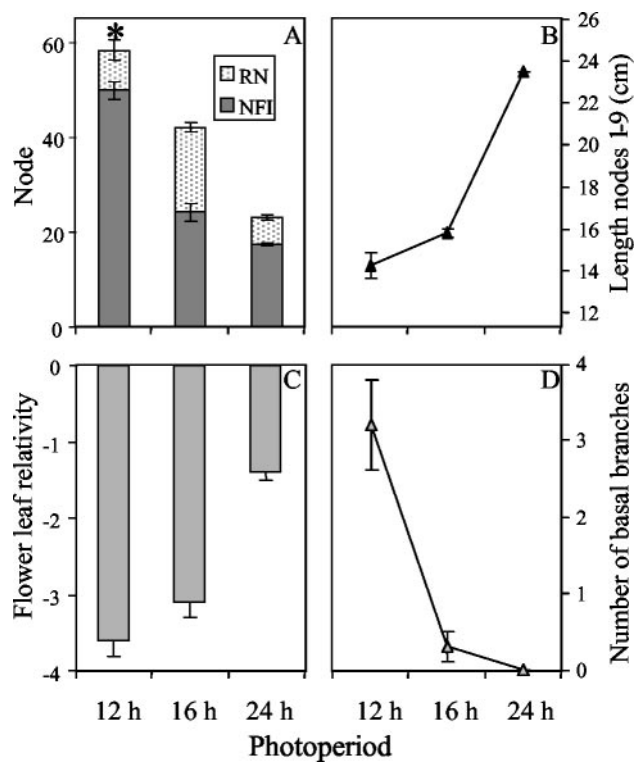 A
*
RN
NFI
60
40
20
0
Node
B
26
24
22
20
18
16
14
12
Length nodes 1-9 (cm)
C
0
-1
-2
-3
-4
Flower leaf relativity
D
4
3
2
1
0
Number of basal branches
12 h 16 h 24 h 12 h 16 h 24 h
Photoperiod